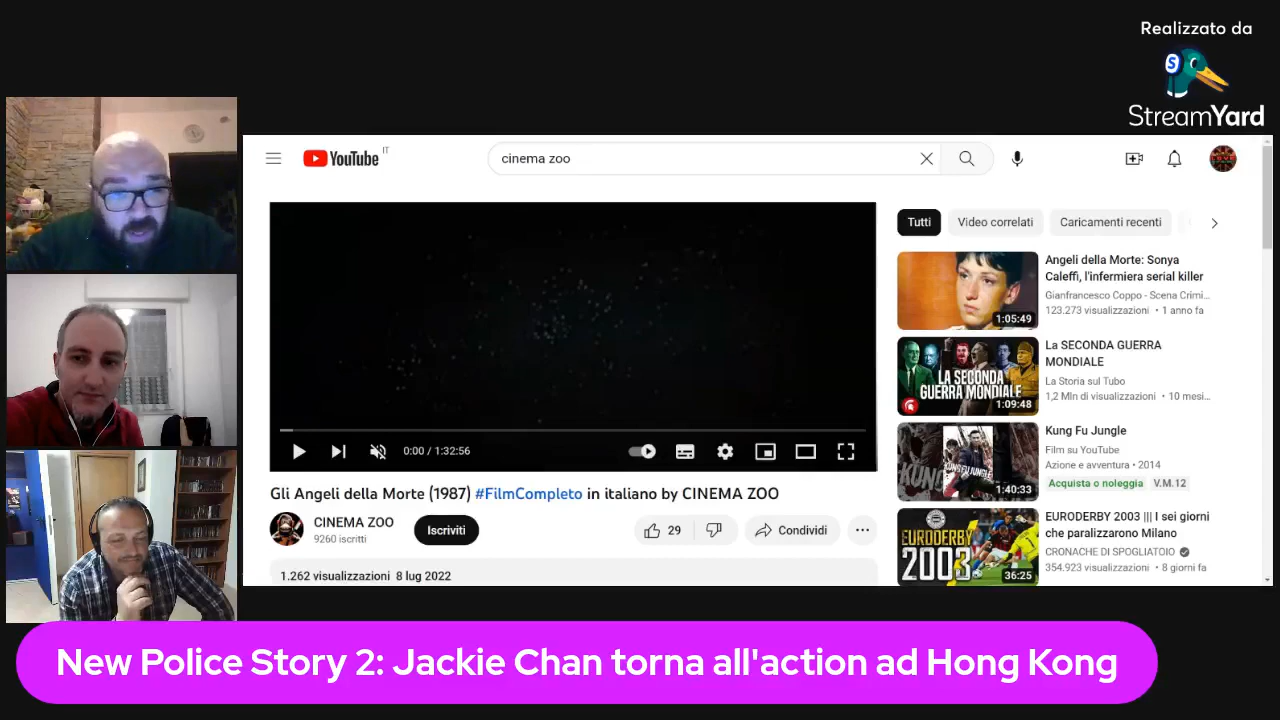 Realizzato da
StreamYard
YouTube IT
cinema zoo
Tutti
Video correlati
Caricamenti recenti
Angeli della Morte: Sonya
Caleffi, l'infermiera serial killer
Gianfrancesco Coppo - Scena Crimi...
123.273 visualizzazioni • 1 anno fa
1:05:49
La SECONDA GUERRA
MONDIALE
La Storia sul Tubo
1,2 Mln di visualizzazioni • 10 mesi...
LA SECONDA
GUERRA MONDIALE
1:09:48
Kung Fu Jungle
Film su YouTube
Azione e avventura • 2014
Acquista o noleggia V.M.12
KUNG
1:40:33
EURODERBY 2003 ||| I sei giorni
che paralizzarono Milano
CRONACHE DI SPOGLIATOIO
354.923 visualizzazioni • 8 giorni fa
EURODERBY
2003
36:25
0:00 / 1:32:56
Gli Angeli della Morte (1987) #FilmCompleto in italiano by CINEMA ZOO
CINEMA ZOO
9260 iscritti
Iscriviti
29
Condividi
1.262 visualizzazioni 8 lug 2022
New Police Story 2: Jackie Chan torna all'action ad Hong Kong